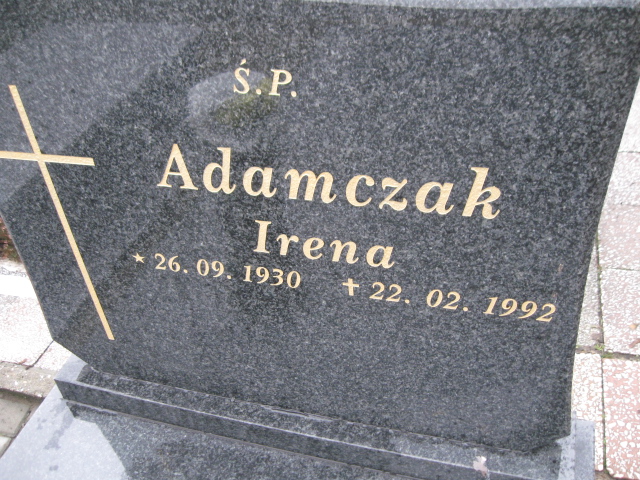 Ś.P.
Adamczak
Irena
* 26. 09. 1930 ✝ 22. 02. 1992